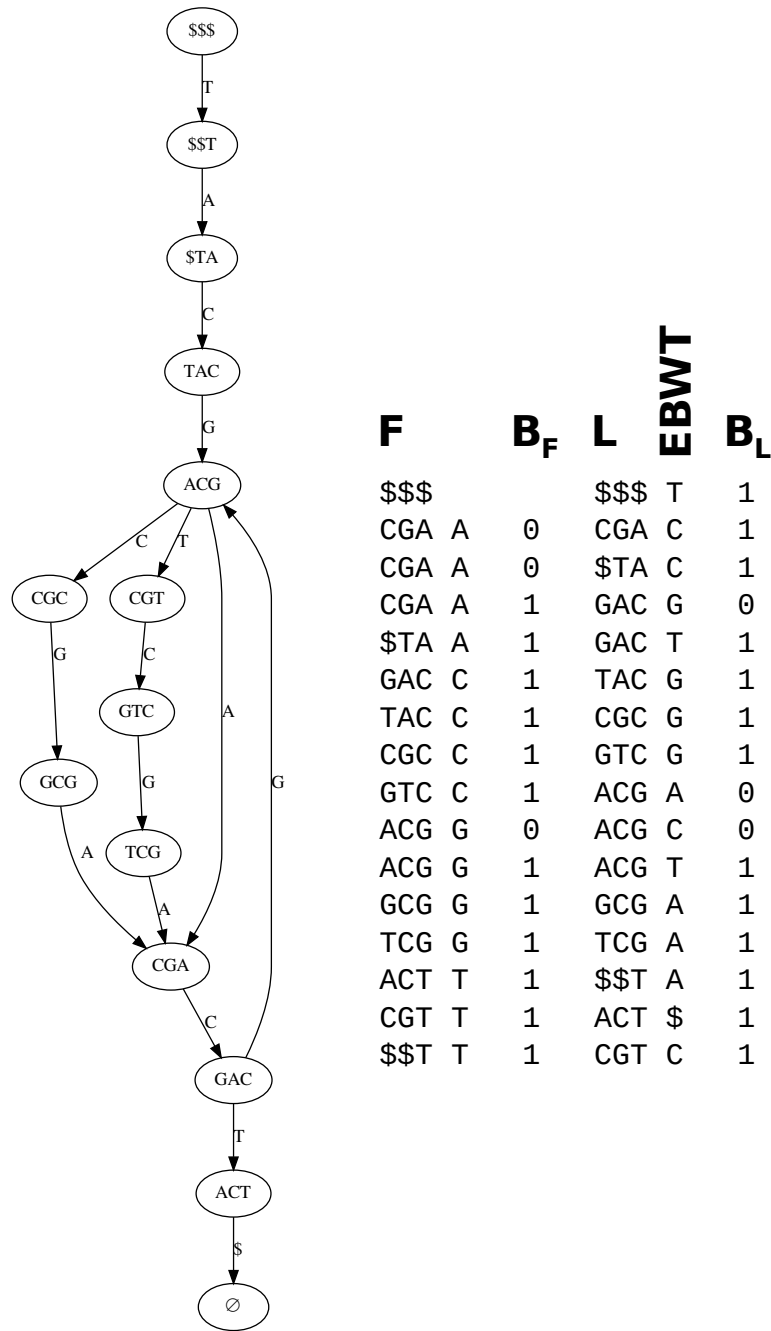 $$$
T
$$T
A
$TA
C
TAC
G
ACG
C T
CGC CGT
G C
A G
GTC
GCG G
A TCG
A
CGA
C
GAC
T
ACT
$
∅
F B_F L EBWT B_L
$$$ $$$ T 1
CGA A 0 CGA C 1
CGA A 0 $TA C 1
CGA A 1 GAC G 0
$TA A 1 GAC T 1
GAC C 1 TAC G 1
TAC C 1 CGC G 1
CGC C 1 GTC G 1
GTC C 1 ACG A 0
ACG G 0 ACG C 0
ACG G 1 ACG T 1
GCG G 1 GCG A 1
TCG G 1 TCG A 1
ACT T 1 $$T A 1
CGT T 1 ACT $ 1
$$T T 1 CGT C 1